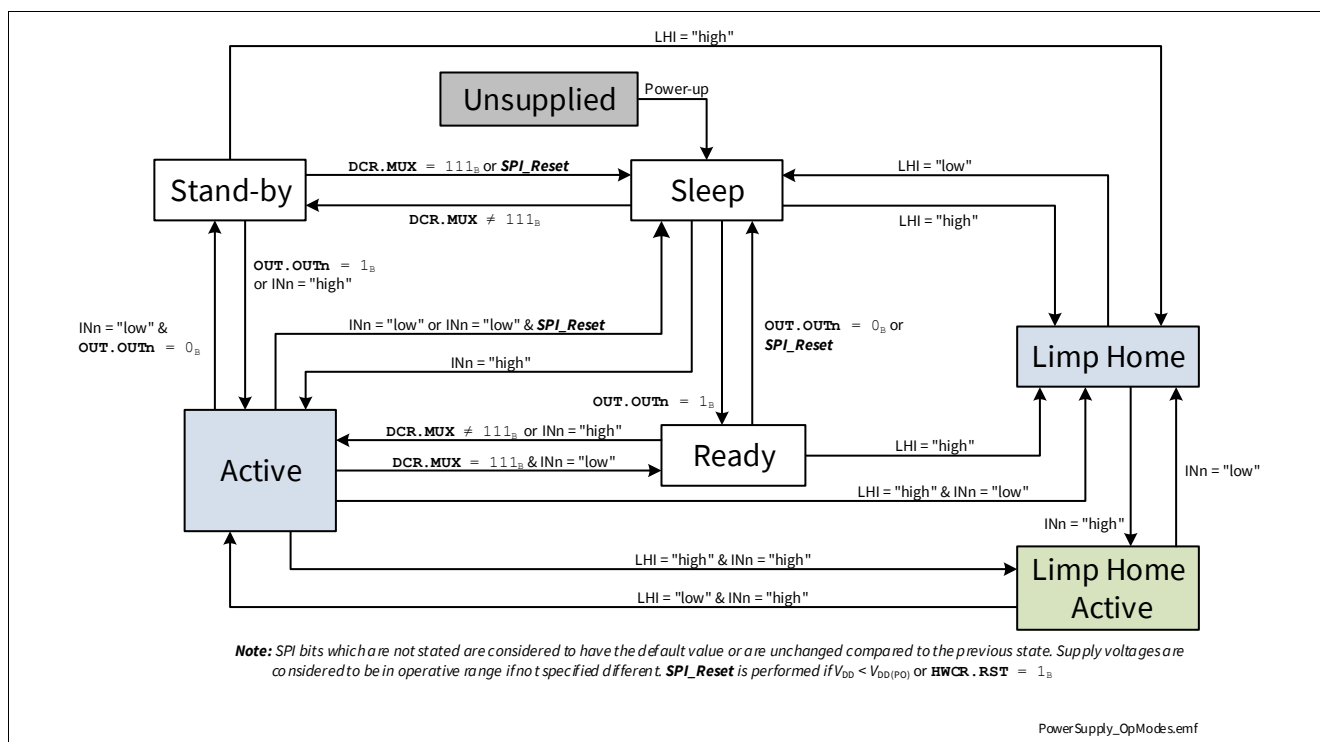 LHI = "high"
Unsupplied
Power-up
DCR.MUX = 111B or SPI_Reset
LHI = "low"
Stand-by
Sleep
DCR.MUX ≠ 111B
LHI = "high"
OUT.OUTn = 1B
or INn = "high"
INn = "low" &
OUT.OUTn = 0B
INn = "low" or INn = "low" & SPI_Reset
OUT.OUTn = 0B or
SPI_Reset
INn = "high"
Limp Home
OUT.OUTn = 1B
DCR.MUX ≠ 111B or INn = "high"
Ready
LHI = "high"
Active
DCR.MUX = 111B & INn = "low"
INn = "low"
LHI = "high" & INn = "low"
INn = "high"
LHI = "high" & INn = "high"
Limp Home
Active
LHI = "low" & INn = "high"
Note: SPI bits which are not stated are considered to have the default value or are unchanged compared to the previous state. Supply voltages are
considered to be in operative range if not specified different. SPI_Reset is performed if VDD < VDD(PO) or HWCR.RST = 1B
PowerSupply_OpModes.emf